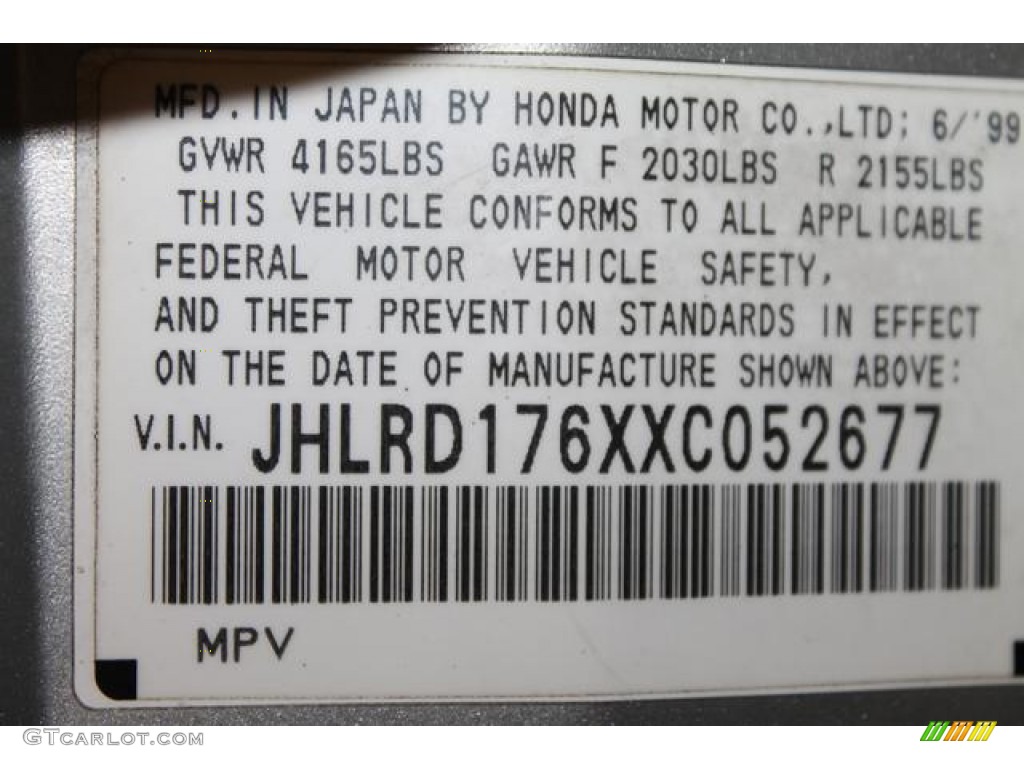 MFD. IN JAPAN BY HONDA MOTOR CO.,LTD; 6/'99
GVWR 4165LBS GAWR F 2030LBS R 2155LBS
THIS VEHICLE CONFORMS TO ALL APPLICABLE
FEDERAL MOTOR VEHICLE SAFETY,
AND THEFT PREVENTION STANDARDS IN EFFECT
ON THE DATE OF MANUFACTURE SHOWN ABOVE:
V.I.N. JHLRD176XXC052677
MPV
GTCARLOT.COM